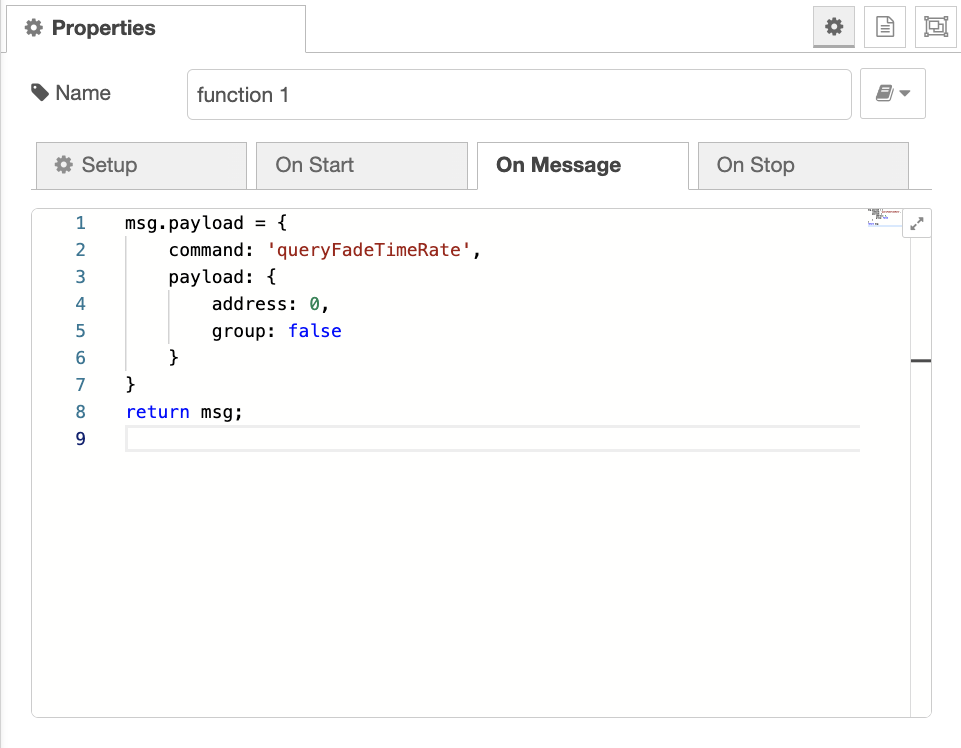 Properties
Name
function 1
Setup
On Start
On Message
On Stop
1 msg.payload = {
2     command: 'queryFadeTimeRate',
3     payload: {
4         address: 0,
5         group: false
6     }
7 }
8 return msg;
9